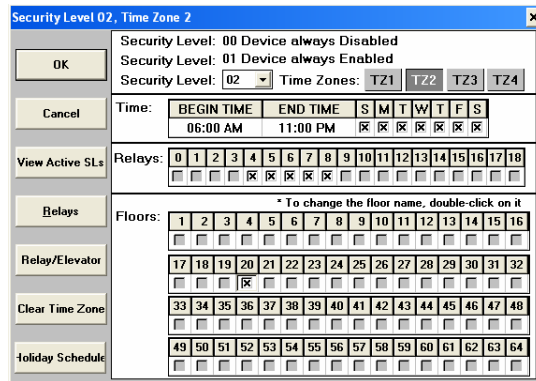 Security Level 02, Time Zone 2
Security Level: 00 Device always Disabled
Security Level: 01 Device always Enabled
Security Level: 02 Time Zones: TZ1 TZ2 TZ3 TZ4
OK
Cancel
View Active SLs
Relays
Relay/Elevator
Clear Time Zone
Holiday Schedule
Time: BEGIN TIME END TIME S M T W T F S
06:00 AM 11:00 PM
Relays: 0 1 2 3 4 5 6 7 8 9 10 11 12 13 14 15 16 17 18
* To change the floor name, double-click on it
Floors: 1 2 3 4 5 6 7 8 9 10 11 12 13 14 15 16
17 18 19 20 21 22 23 24 25 26 27 28 29 30 31 32
33 34 35 36 37 38 39 40 41 42 43 44 45 46 47 48
49 50 51 52 53 54 55 56 57 58 59 60 61 62 63 64